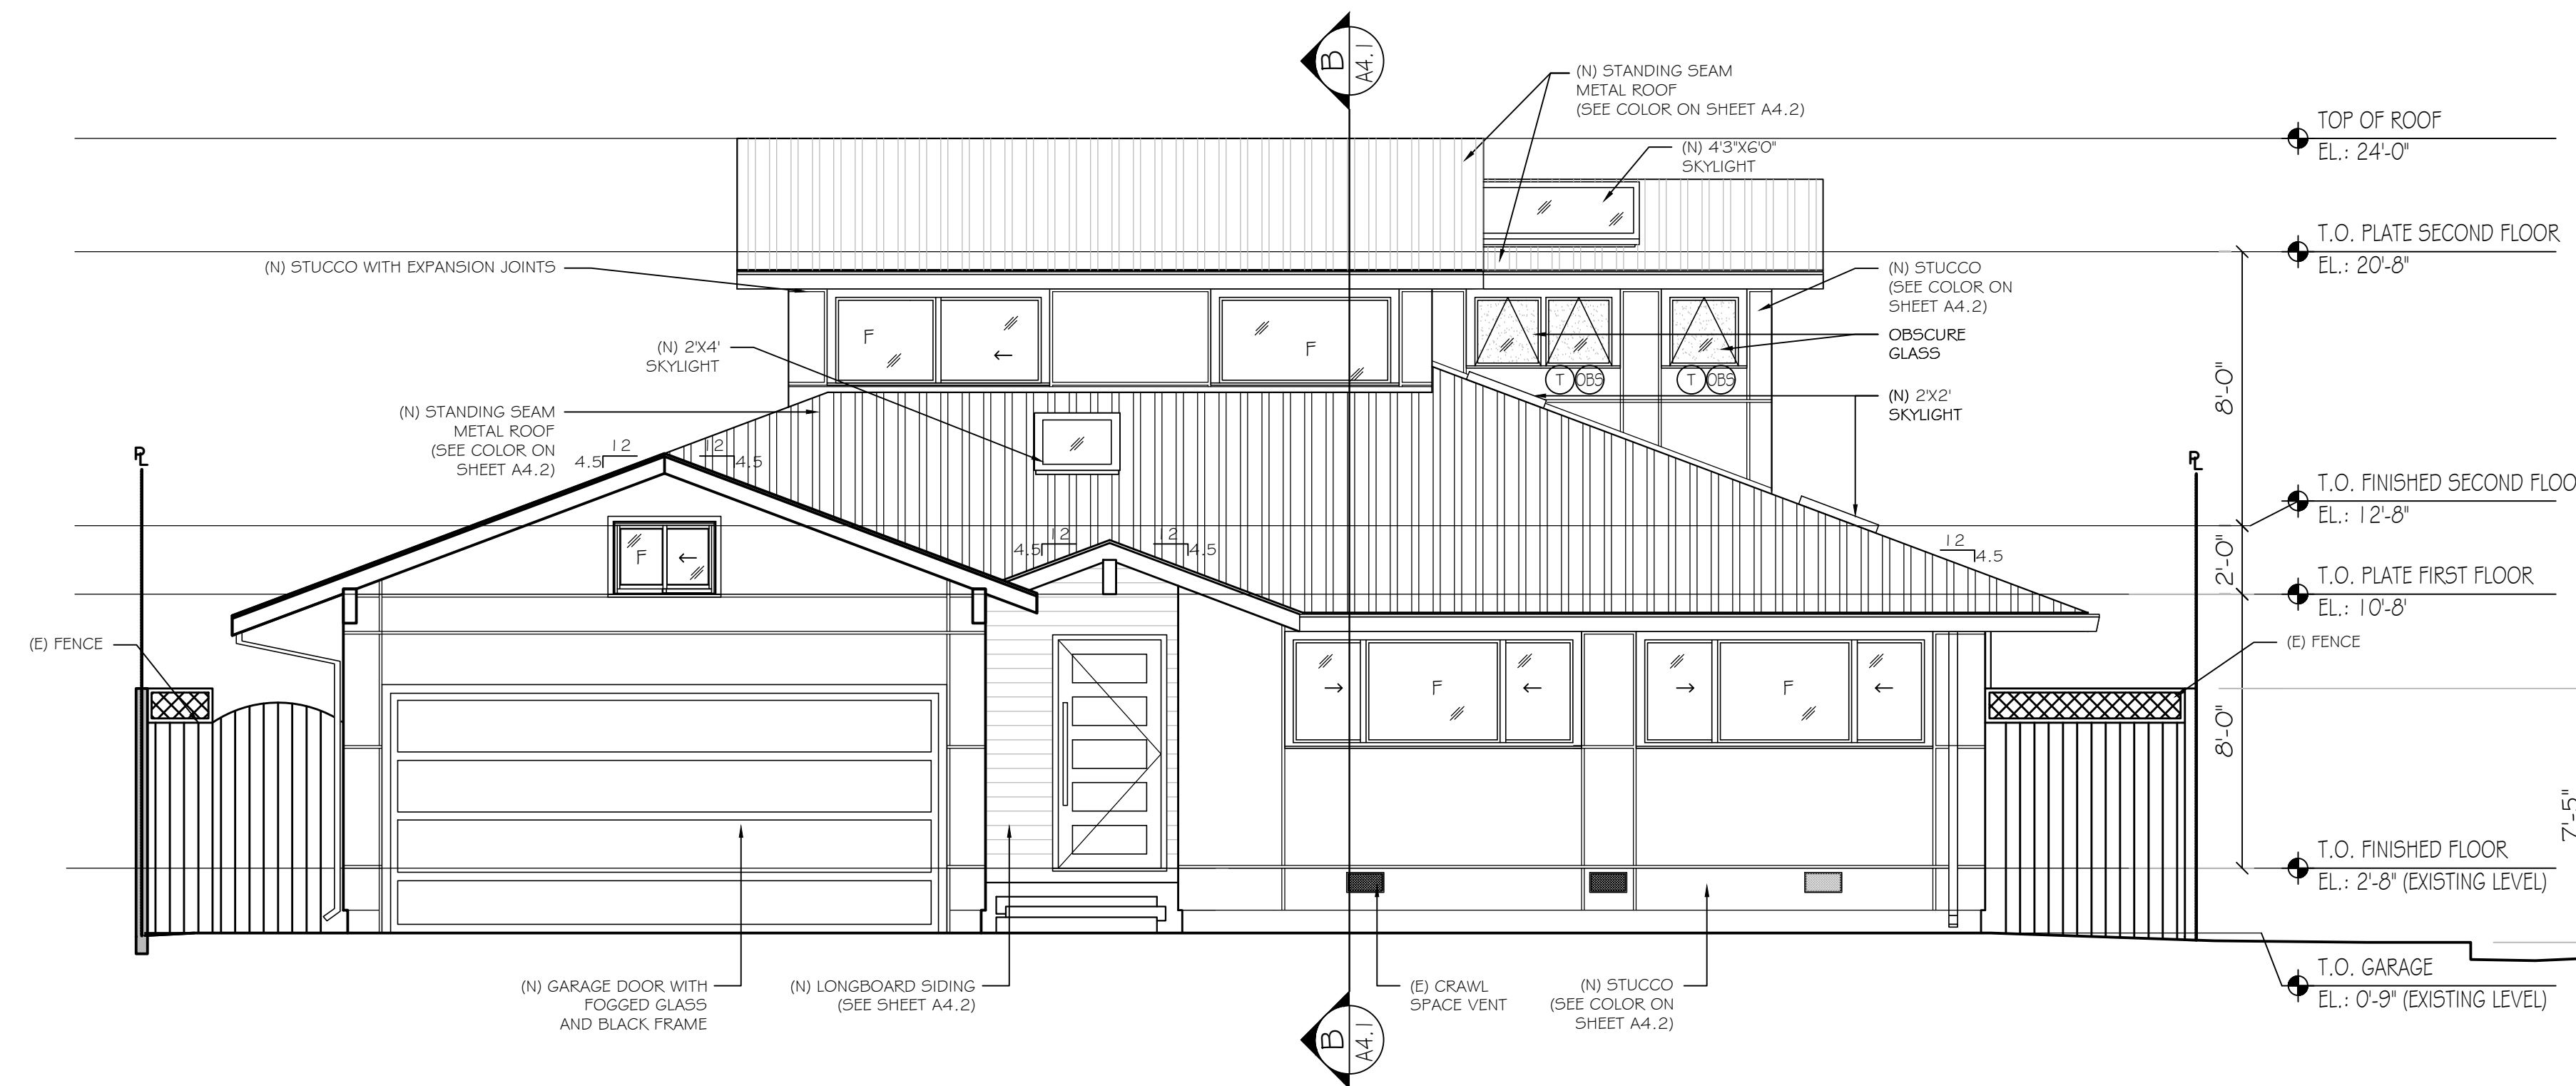 B
A4.1
(N) STANDING SEAM
METAL ROOF
(SEE COLOR ON SHEET A4.2)
TOP OF ROOF
EL.: 24'-0"
(N) 4'3"X6'0"
SKYLIGHT
T.O. PLATE SECOND FLOOR
EL.: 20'-8"
(N) STUCCO WITH EXPANSION JOINTS
(N) STUCCO
(SEE COLOR ON
SHEET A4.2)
F
F
OBSCURE
GLASS
(N) 2'X4'
SKYLIGHT
T
OBS
T
OBS
8'-0"
(N) 2'X2'
SKYLIGHT
(N) STANDING SEAM
METAL ROOF
(SEE COLOR ON
SHEET A4.2)
12
4.5
12
4.5
PL
PL
T.O. FINISHED SECOND FLOO
EL.: 12'-8"
12
4.5
12
4.5
12
4.5
F
2'-0"
T.O. PLATE FIRST FLOOR
EL.: 10'-8'
(E) FENCE
(E) FENCE
F
F
8'-0"
7'-5"
T.O. FINISHED FLOOR
EL.: 2'-8" (EXISTING LEVEL)
T.O. GARAGE
EL.: 0'-9" (EXISTING LEVEL)
(N) GARAGE DOOR WITH
FOGGED GLASS
AND BLACK FRAME
(N) LONGBOARD SIDING
(SEE SHEET A4.2)
(E) CRAWL
SPACE VENT
(N) STUCCO
(SEE COLOR ON
SHEET A4.2)
B
A4.1